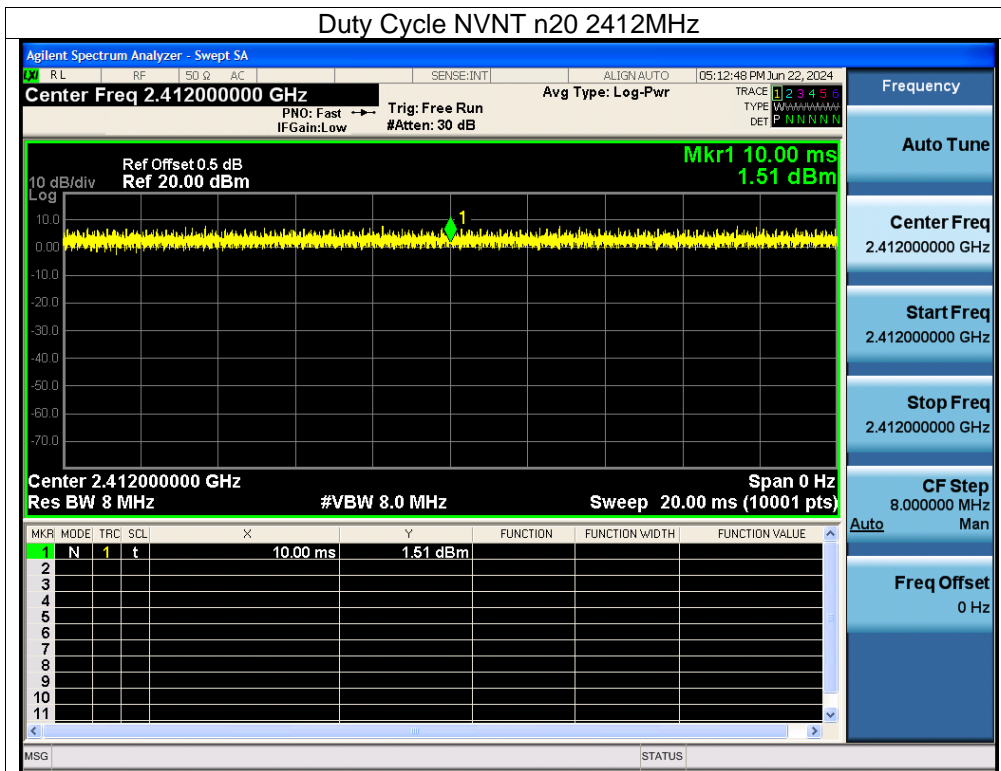 Duty Cycle NVNT n20 2412MHz
Agilent Spectrum Analyzer - Swept SA
LXI RL RF 50 Ω AC SENSE:INT ALIGN AUTO 05:12:48 PM Jun 22, 2024
Center Freq 2.412000000 GHz
PNO: Fast
IFGain:Low
Trig: Free Run
#Atten: 30 dB
Avg Type: Log-Pwr
TRACE 1 2 3 4 5 6
TYPE WWWWWW
DET P N N N N N
Mkr1 10.00 ms
1.51 dBm
Ref Offset 0.5 dB
10 dB/div Ref 20.00 dBm
Log
10.0
0.00
-10.0
-20.0
-30.0
-40.0
-50.0
-60.0
-70.0
1
Center 2.412000000 GHz Span 0 Hz
Res BW 8 MHz #VBW 8.0 MHz Sweep 20.00 ms (10001 pts)
MKR MODE TRC SCL X Y FUNCTION FUNCTION WIDTH FUNCTION VALUE
1 N 1 t 10.00 ms 1.51 dBm
2
3
4
5
6
7
8
9
10
11
MSG STATUS
Frequency
Auto Tune
Center Freq
2.412000000 GHz
Start Freq
2.412000000 GHz
Stop Freq
2.412000000 GHz
CF Step
8.000000 MHz
Auto Man
Freq Offset
0 Hz